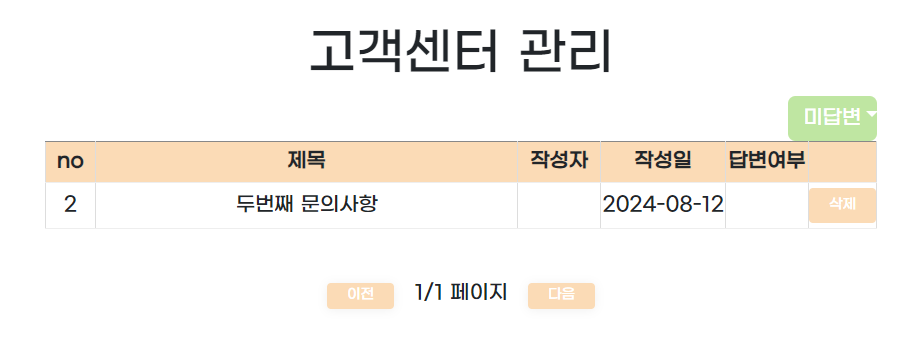 고객센터 관리
미답변
no 제목 작성자 작성일 답변여부
2 두번째 문의사항 2024-08-12 삭제
이전 1/1 페이지 다음